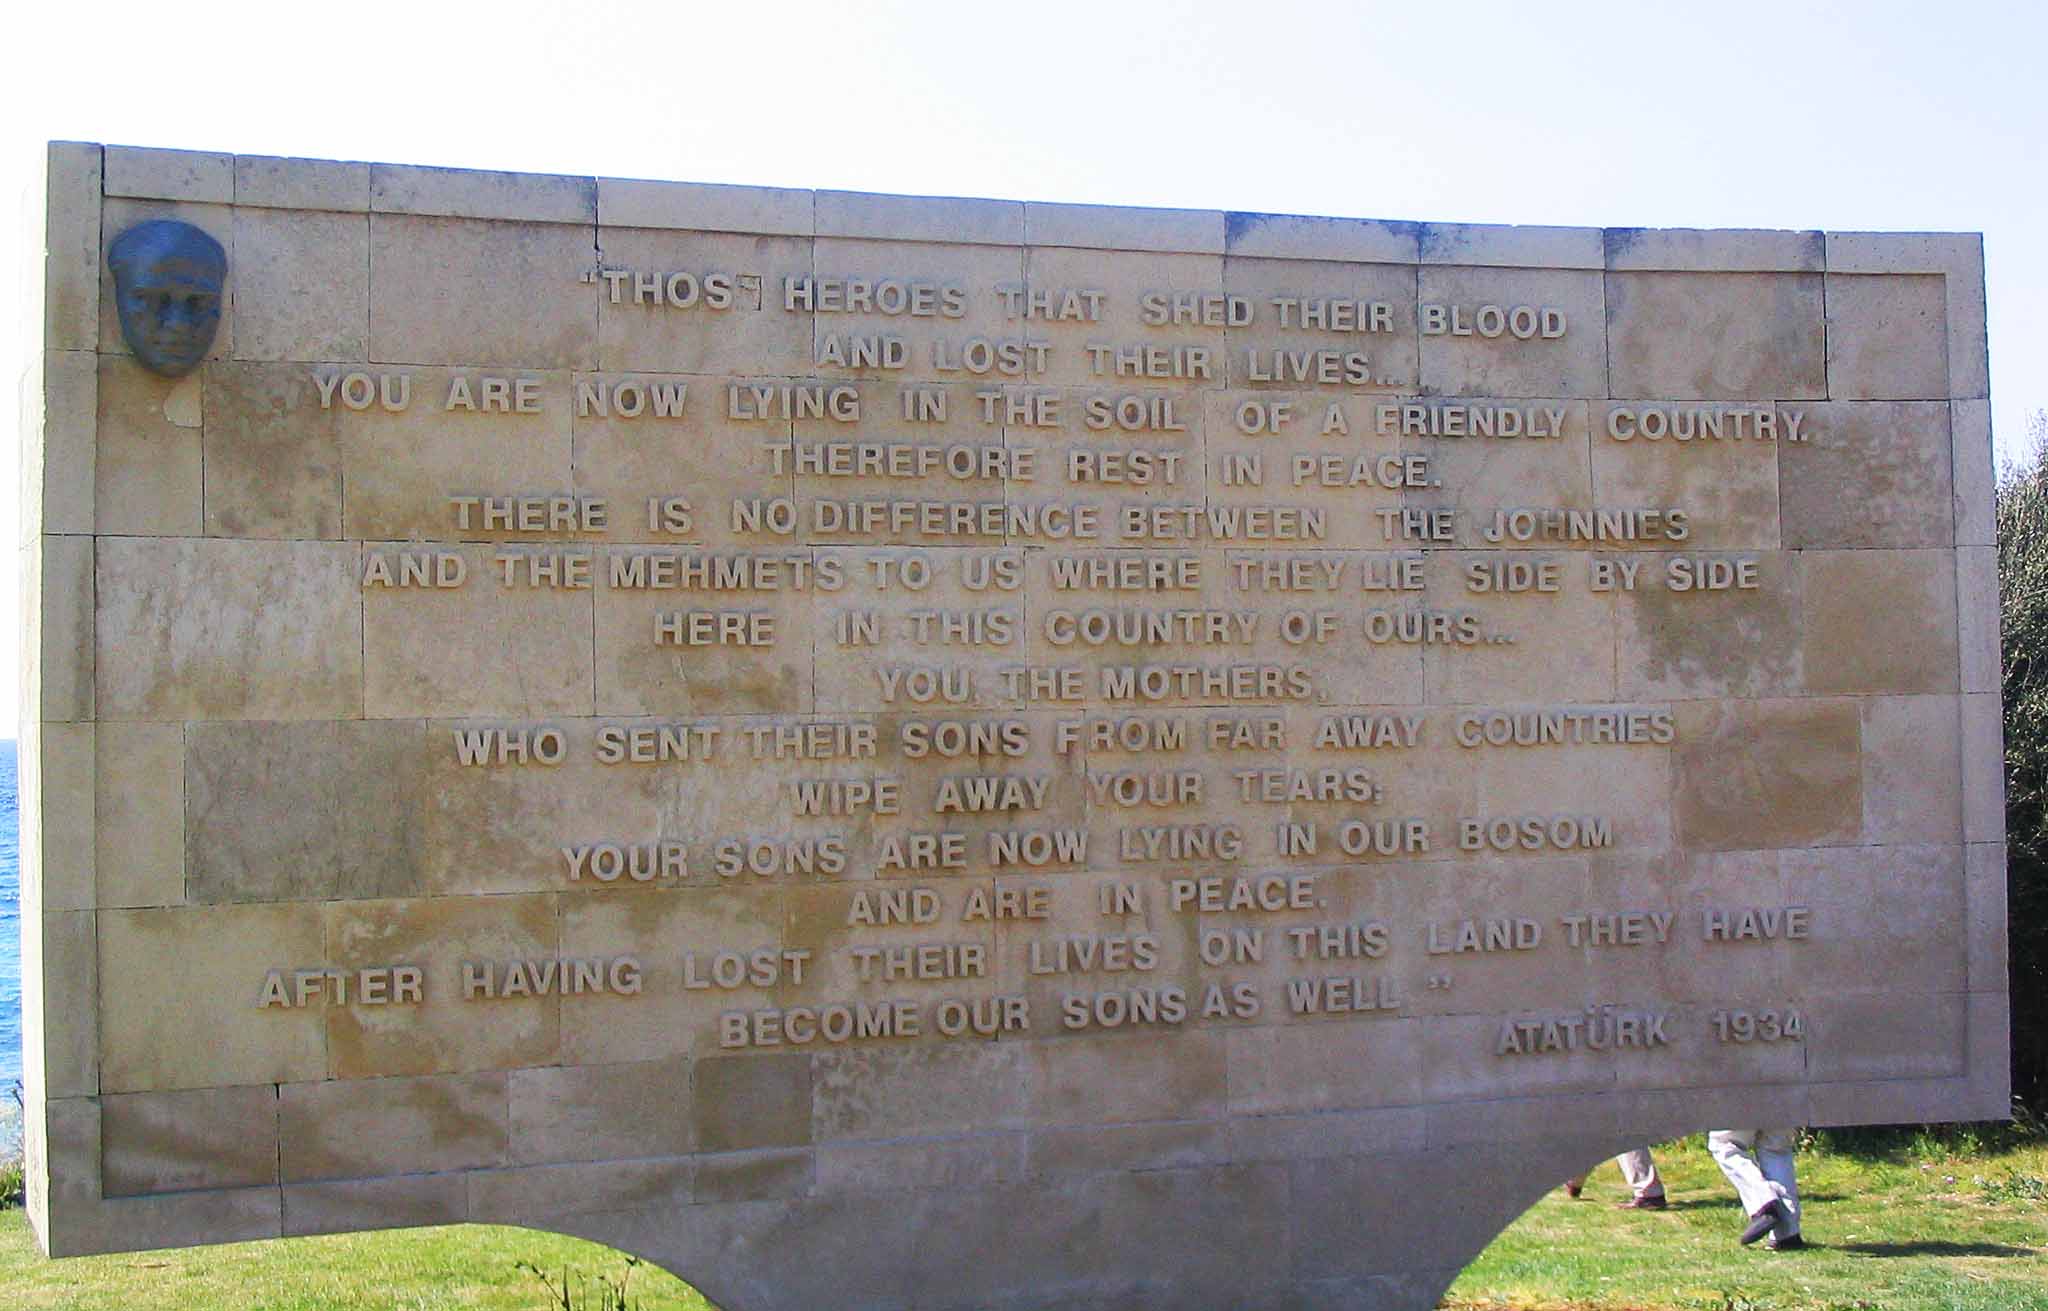 "THOS" HEROES THAT SHED THEIR BLOOD
AND LOST THEIR LIVES...
YOU ARE NOW LYING IN THE SOIL OF A FRIENDLY COUNTRY.
THEREFORE REST IN PEACE.
THERE IS NO DIFFERENCE BETWEEN THE JOHNNIES
AND THE MEHMETS TO US WHERE THEY LIE SIDE BY SIDE
HERE IN THIS COUNTRY OF OURS...
YOU, THE MOTHERS,
WHO SENT THEIR SONS FROM FAR AWAY COUNTRIES
WIPE AWAY YOUR TEARS;
YOUR SONS ARE NOW LYING IN OUR BOSOM
AND ARE IN PEACE.
AFTER HAVING LOST THEIR LIVES ON THIS LAND THEY HAVE
BECOME OUR SONS AS WELL"
ATATÜRK 1934